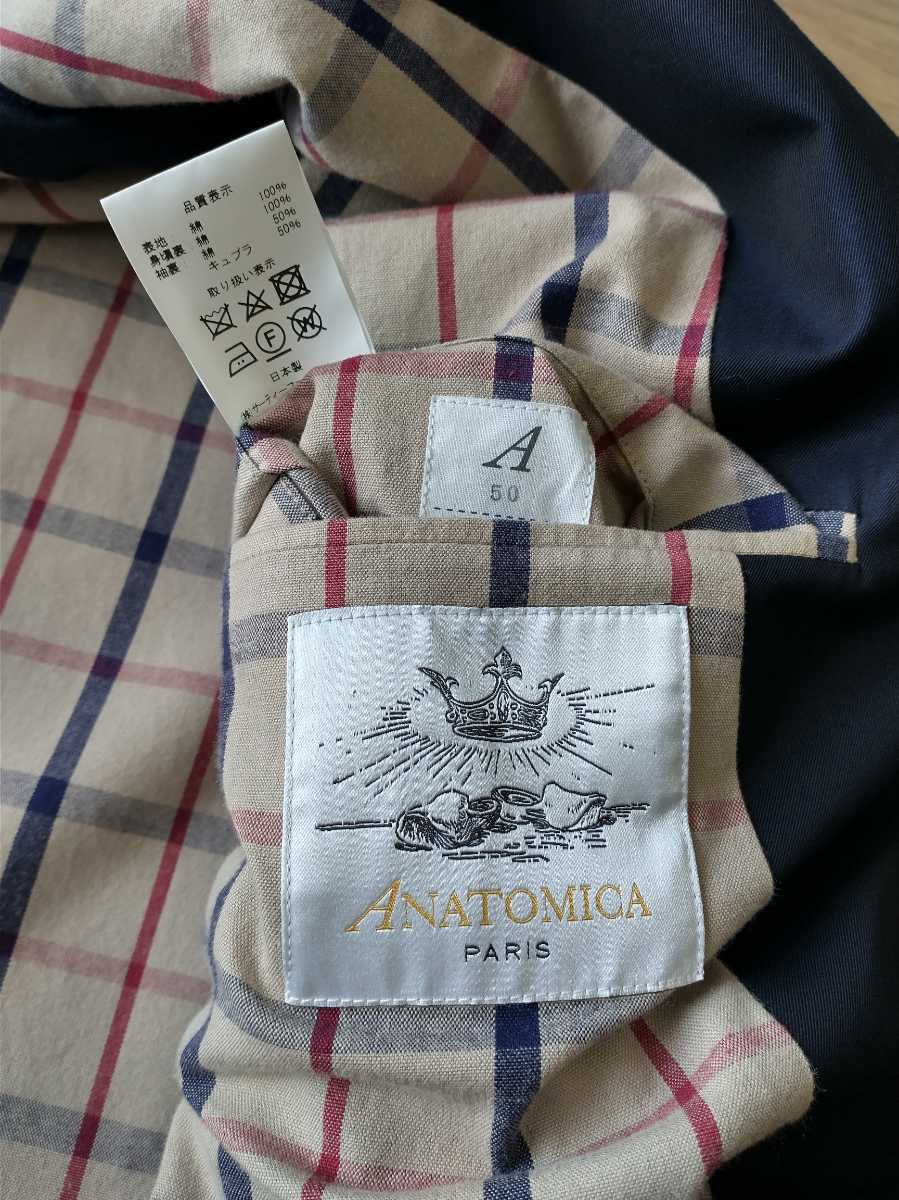 品質表示
表地: 綿 100%
身頃裏: 綿 100%
袖裏: 綿 50%
キュプラ 50%
取り扱い表示
F
W
日本製
A
50
ANATOMICA
PARIS